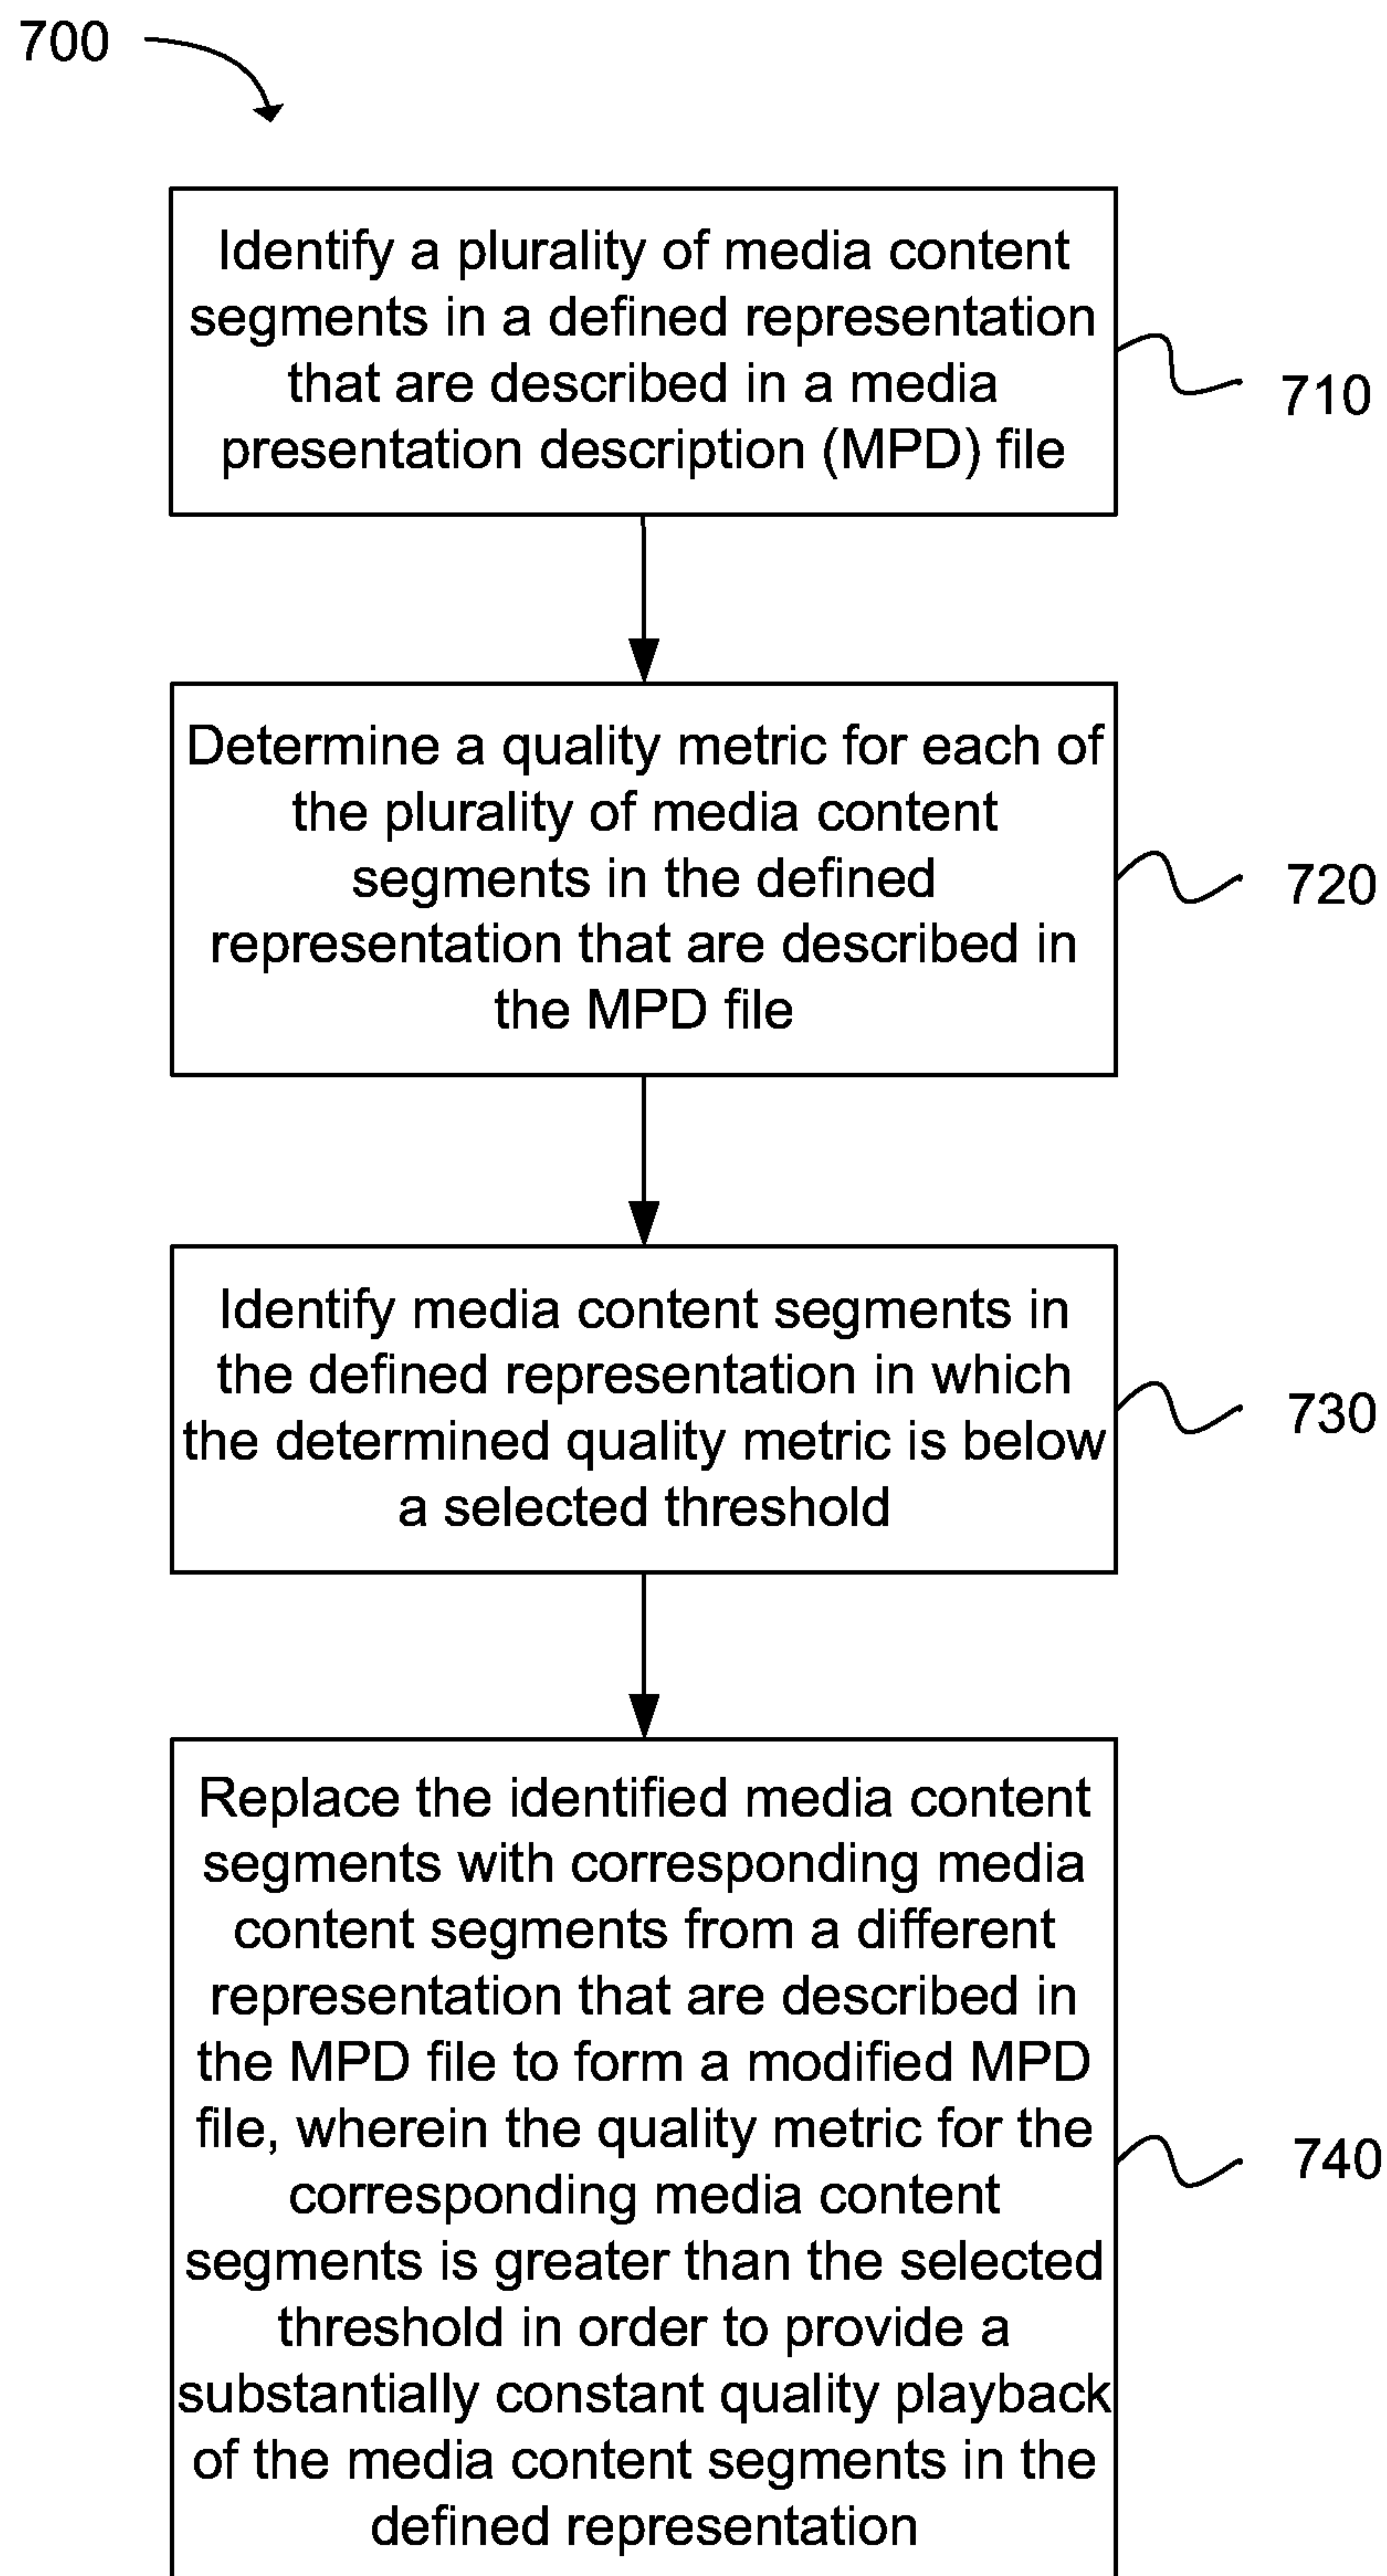 700
Identify a plurality of media content
segments in a defined representation
that are described in a media
presentation description (MPD) file
710
Determine a quality metric for each of
the plurality of media content
segments in the defined
representation that are described in
the MPD file
720
Identify media content segments in
the defined representation in which
the determined quality metric is below
a selected threshold
730
Replace the identified media content
segments with corresponding media
content segments from a different
representation that are described in
the MPD file to form a modified MPD
file, wherein the quality metric for the
corresponding media content
segments is greater than the selected
threshold in order to provide a
substantially constant quality playback
of the media content segments in the
defined representation
740